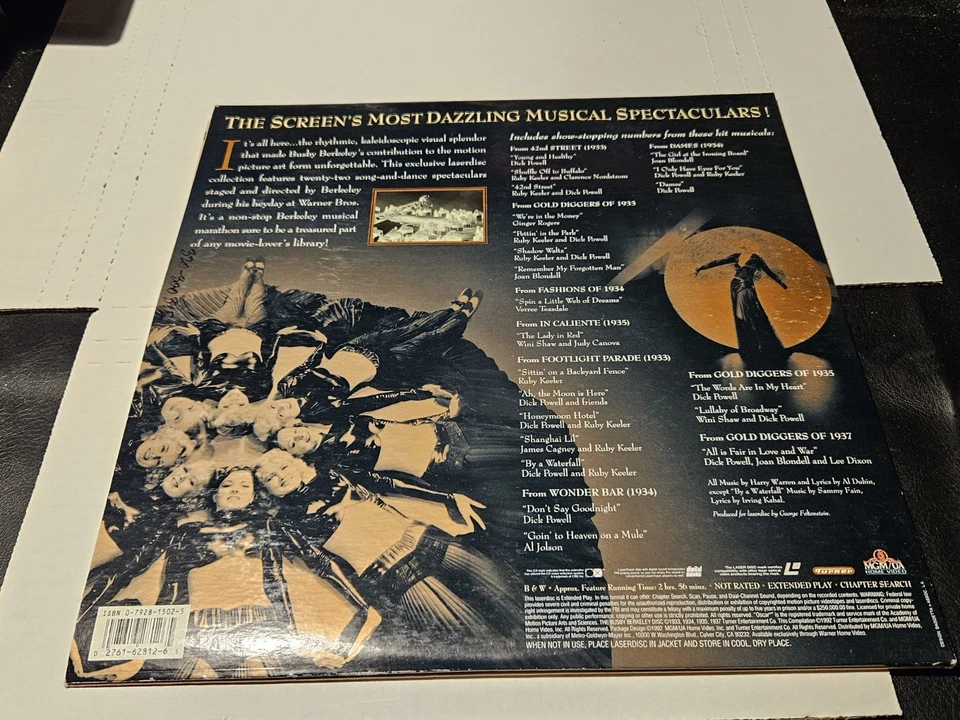 THE SCREEN'S MOST DAZZLING MUSICAL SPECTACULARS!
It's all here...the rhythmic, kaleidoscopic visual splendor
that made Busby Berkeley's contribution to the motion
picture art form unforgettable. This exclusive laserdisc
collection features twenty-two song-and-dance spectaculars
staged and directed by Berkeley
during his heyday at Warner Bros.
It's a non-stop Berkeley musical
marathon sure to be a treasured part
of any movie-lover's library!
Includes show-stopping numbers from these hit musicals:
From 42nd STREET (1933)
"Young and Healthy"
Dick Powell
"Shuffle Off to Buffalo"
Ruby Keeler and Clarence Nordstrom
"42nd Street"
Ruby Keeler and Dick Powell
From GOLD DIGGERS OF 1933
"We're in the Money"
Ginger Rogers
"Pettin' in the Park"
Ruby Keeler and Dick Powell
"Shadow Waltz"
Ruby Keeler and Dick Powell
"Remember My Forgotten Man"
Joan Blondell
From FASHIONS OF 1934
"Spin a Little Web of Dreams"
Verree Teasdale
From IN CALIENTE (1935)
"The Lady in Red"
Wini Shaw and Judy Canova
From FOOTLIGHT PARADE (1933)
"Sittin' on a Backyard Fence"
Ruby Keeler
"Ah, the Moon is Here"
Dick Powell and friends
"Honeymoon Hotel"
Dick Powell and Ruby Keeler
"Shanghai Lil"
James Cagney and Ruby Keeler
"By a Waterfall"
Dick Powell and Ruby Keeler
From WONDER BAR (1934)
"Don't Say Goodnight"
Dick Powell
"Goin' to Heaven on a Mule"
Al Jolson
From DAMES (1934)
"The Girl at the Ironing Board"
Joan Blondell
"I Only Have Eyes For You"
Dick Powell and Ruby Keeler
"Dames"
Dick Powell
From GOLD DIGGERS OF 1935
"The Words Are In My Heart"
Dick Powell
"Lullaby of Broadway"
Wini Shaw and Dick Powell
From GOLD DIGGERS OF 1937
"All is Fair in Love and War"
Dick Powell, Joan Blondell and Lee Dixon
All Music by Harry Warren and Lyrics by Al Dubin,
except "By a Waterfall" Music by Sammy Fain,
Lyrics by Irving Kahal.
Produced for laserdisc by George Feltenstein.
TURNER
MGM/UA
HOME VIDEO
B & W • Approx. Feature Running Time: 2 hrs. 56 mins. • NOT RATED • EXTENDED PLAY • CHAPTER SEARCH
WHEN NOT IN USE, PLACE LASERDISC IN JACKET AND STORE IN COOL, DRY PLACE.
ISBN 0-7928-1502-5
0 2761-62812-6 5